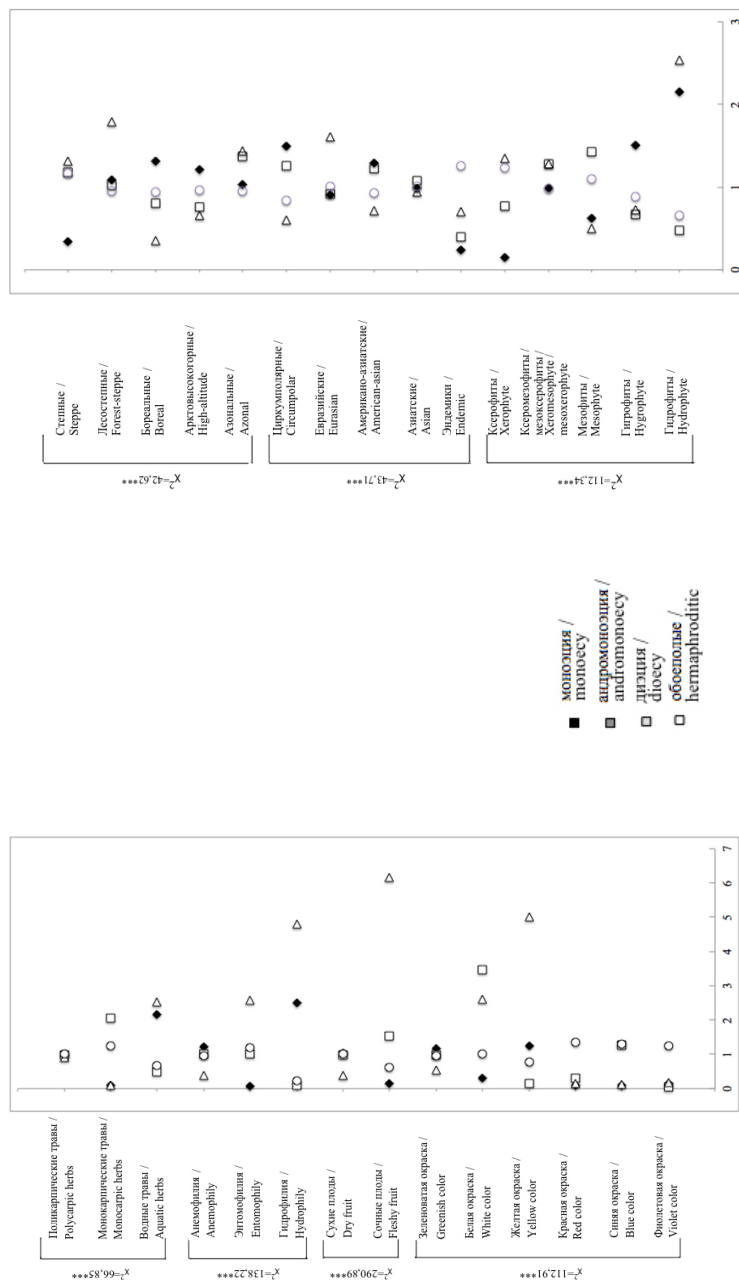 Степные /
Steppe
Лесостепные /
Forest-steppe
Бореальные /
Boreal
Арктовысокогорные /
High-altitude
Азональные /
Azonal
χ²=42,62***
Циркумполярные /
Circumpolar
Евразийские /
Eurasian
Американо-азиатские /
American-asian
Азиатские /
Asian
Эндемики /
Endemic
χ²=43,71***
Ксерофиты /
Xerophyte
Ксеромезофиты /
мезоксерофиты /
Xeromesophyte /
mesoxerophyte
Мезофиты /
Mesophyte
Гигрофиты /
Hygrophyte
Гидрофиты /
Hydrophyte
χ²=112,34***
0
1
2
3
моноэция /
monoecy
андромоноэция /
andromonoecy
диэция /
dioecy
обоеполые /
hermaphroditic
Поликарпические травы /
Polycarpic herbs
Монокарпические травы /
Monocarpic herbs
Водные травы /
Aquatic herbs
χ²=66,85***
Анемофилия /
Anemophily
Энтомофилия /
Entomophily
Гидрофилия /
Hydrophily
χ²=138,22***
Сухие плоды /
Dry fruit
Сочные плоды /
Fleshy fruit
χ²=290,89***
Зеленоватая окраска /
Greenish color
Белая окраска /
White color
Желтая окраска /
Yellow color
Красная окраска /
Red color
Синяя окраска /
Blue color
Фиолетовая окраска /
Violet color
χ²=112,91***
0
1
2
3
4
5
6
7